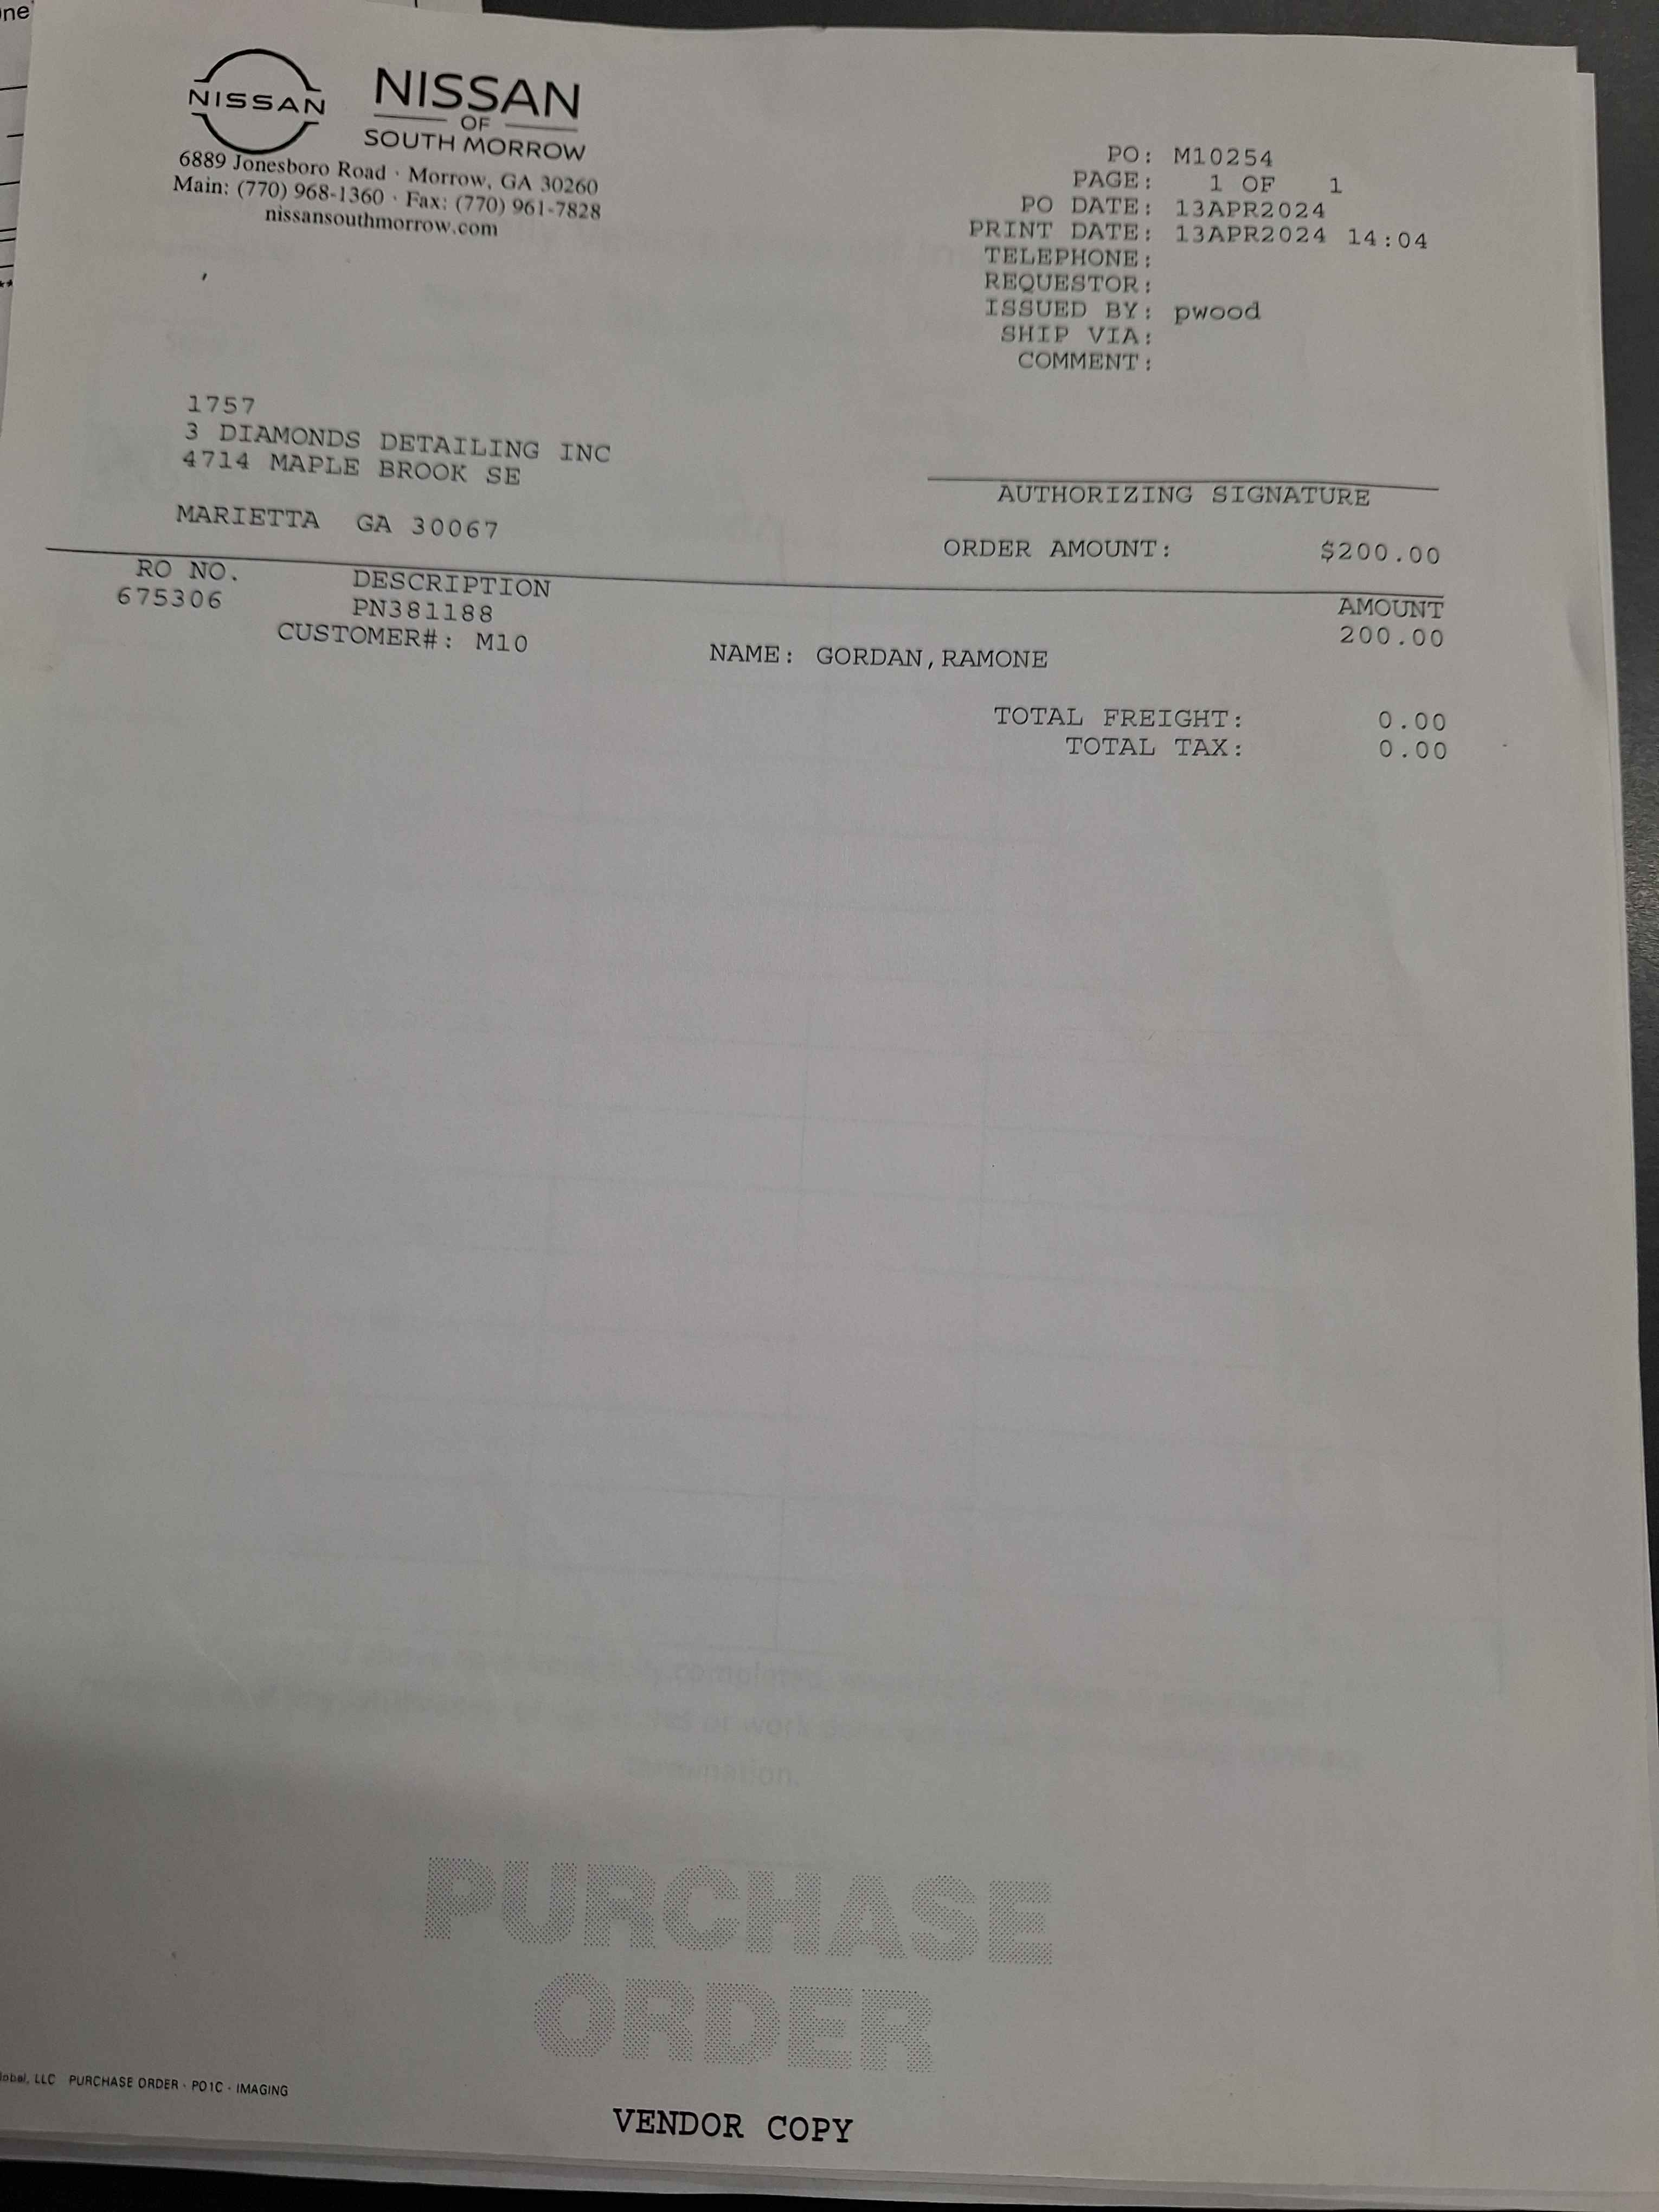 NISSAN
NISSAN
OF
SOUTH MORROW
6889 Jonesboro Road · Morrow, GA 30260
Main: (770) 968-1360 · Fax: (770) 961-7828
nissansouthmorrow.com
PO: M10254
PAGE: 1 OF 1
PO DATE: 13APR2024
PRINT DATE: 13APR2024 14:04
TELEPHONE:
REQUESTOR:
ISSUED BY: pwood
SHIP VIA:
COMMENT:
1757
3 DIAMONDS DETAILING INC
4714 MAPLE BROOK SE
MARIETTA GA 30067
AUTHORIZING SIGNATURE
ORDER AMOUNT: $200.00
RO NO. DESCRIPTION AMOUNT
675306 PN381188 200.00
CUSTOMER#: M10 NAME: GORDAN,RAMONE
TOTAL FREIGHT: 0.00
TOTAL TAX: 0.00
PURCHASE
ORDER
LLC PURCHASE ORDER · PO1C · IMAGING
VENDOR COPY